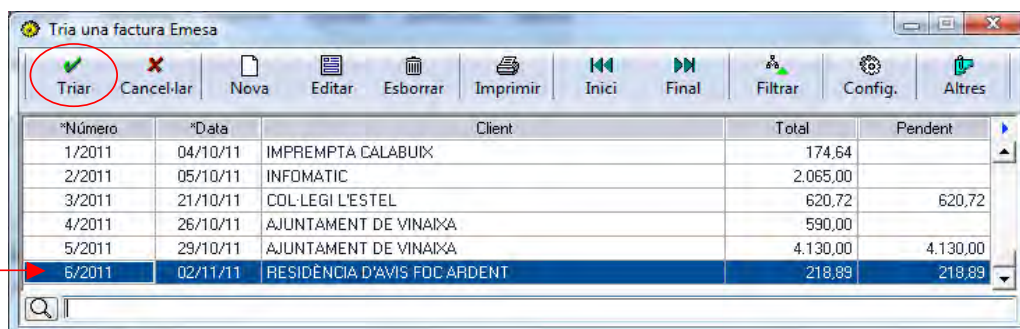 Tria una factura Emesa
Triar Cancel·lar Nova Editar Esborrar Imprimir Inici Final Filtrar Config. Altres
*Número *Data Client Total Pendent
1/2011 04/10/11 IMPREMPTA CALABUIX 174,64
2/2011 05/10/11 INFOMATIC 2.065,00
3/2011 21/10/11 COL·LEGI L'ESTEL 620,72 620,72
4/2011 26/10/11 AJUNTAMENT DE VINAIXA 590,00
5/2011 29/10/11 AJUNTAMENT DE VINAIXA 4.130,00 4.130,00
6/2011 02/11/11 RESIDÈNCIA D'AVIS FOC ARDENT 218,89 218,89